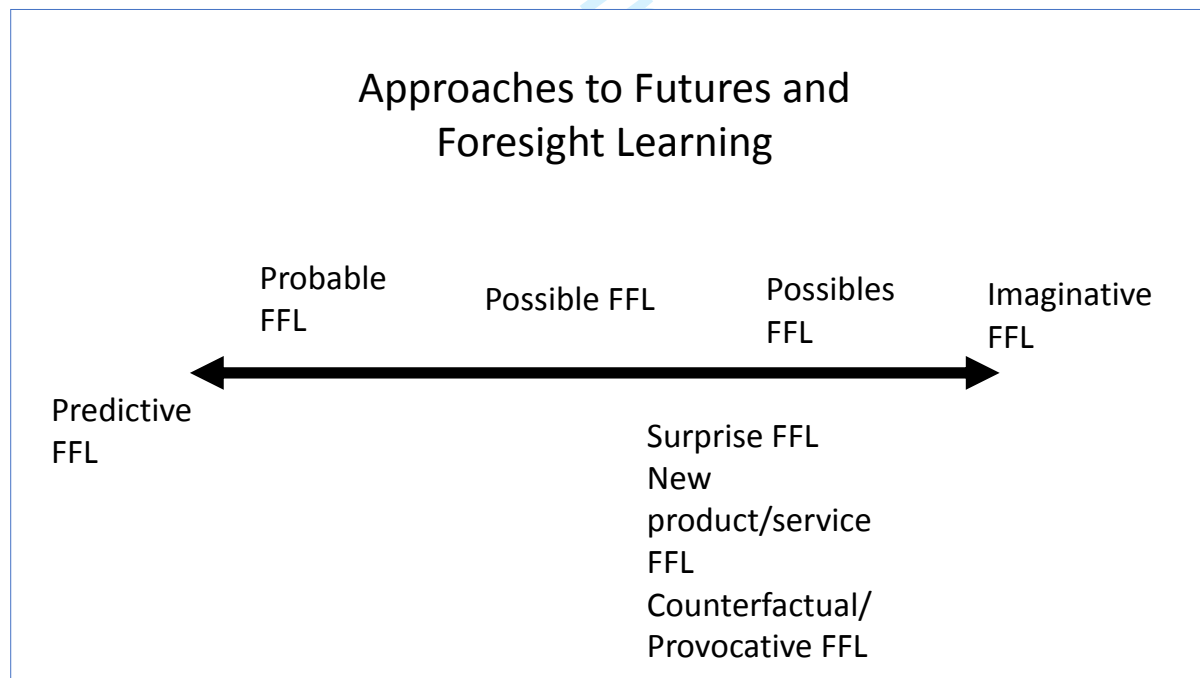 Approaches to Futures and
Foresight Learning
Probable
FFL
Possible FFL
Possibles
FFL
Imaginative
FFL
Predictive
FFL
Surprise FFL
New
product/service
FFL
Counterfactual/
Provocative FFL